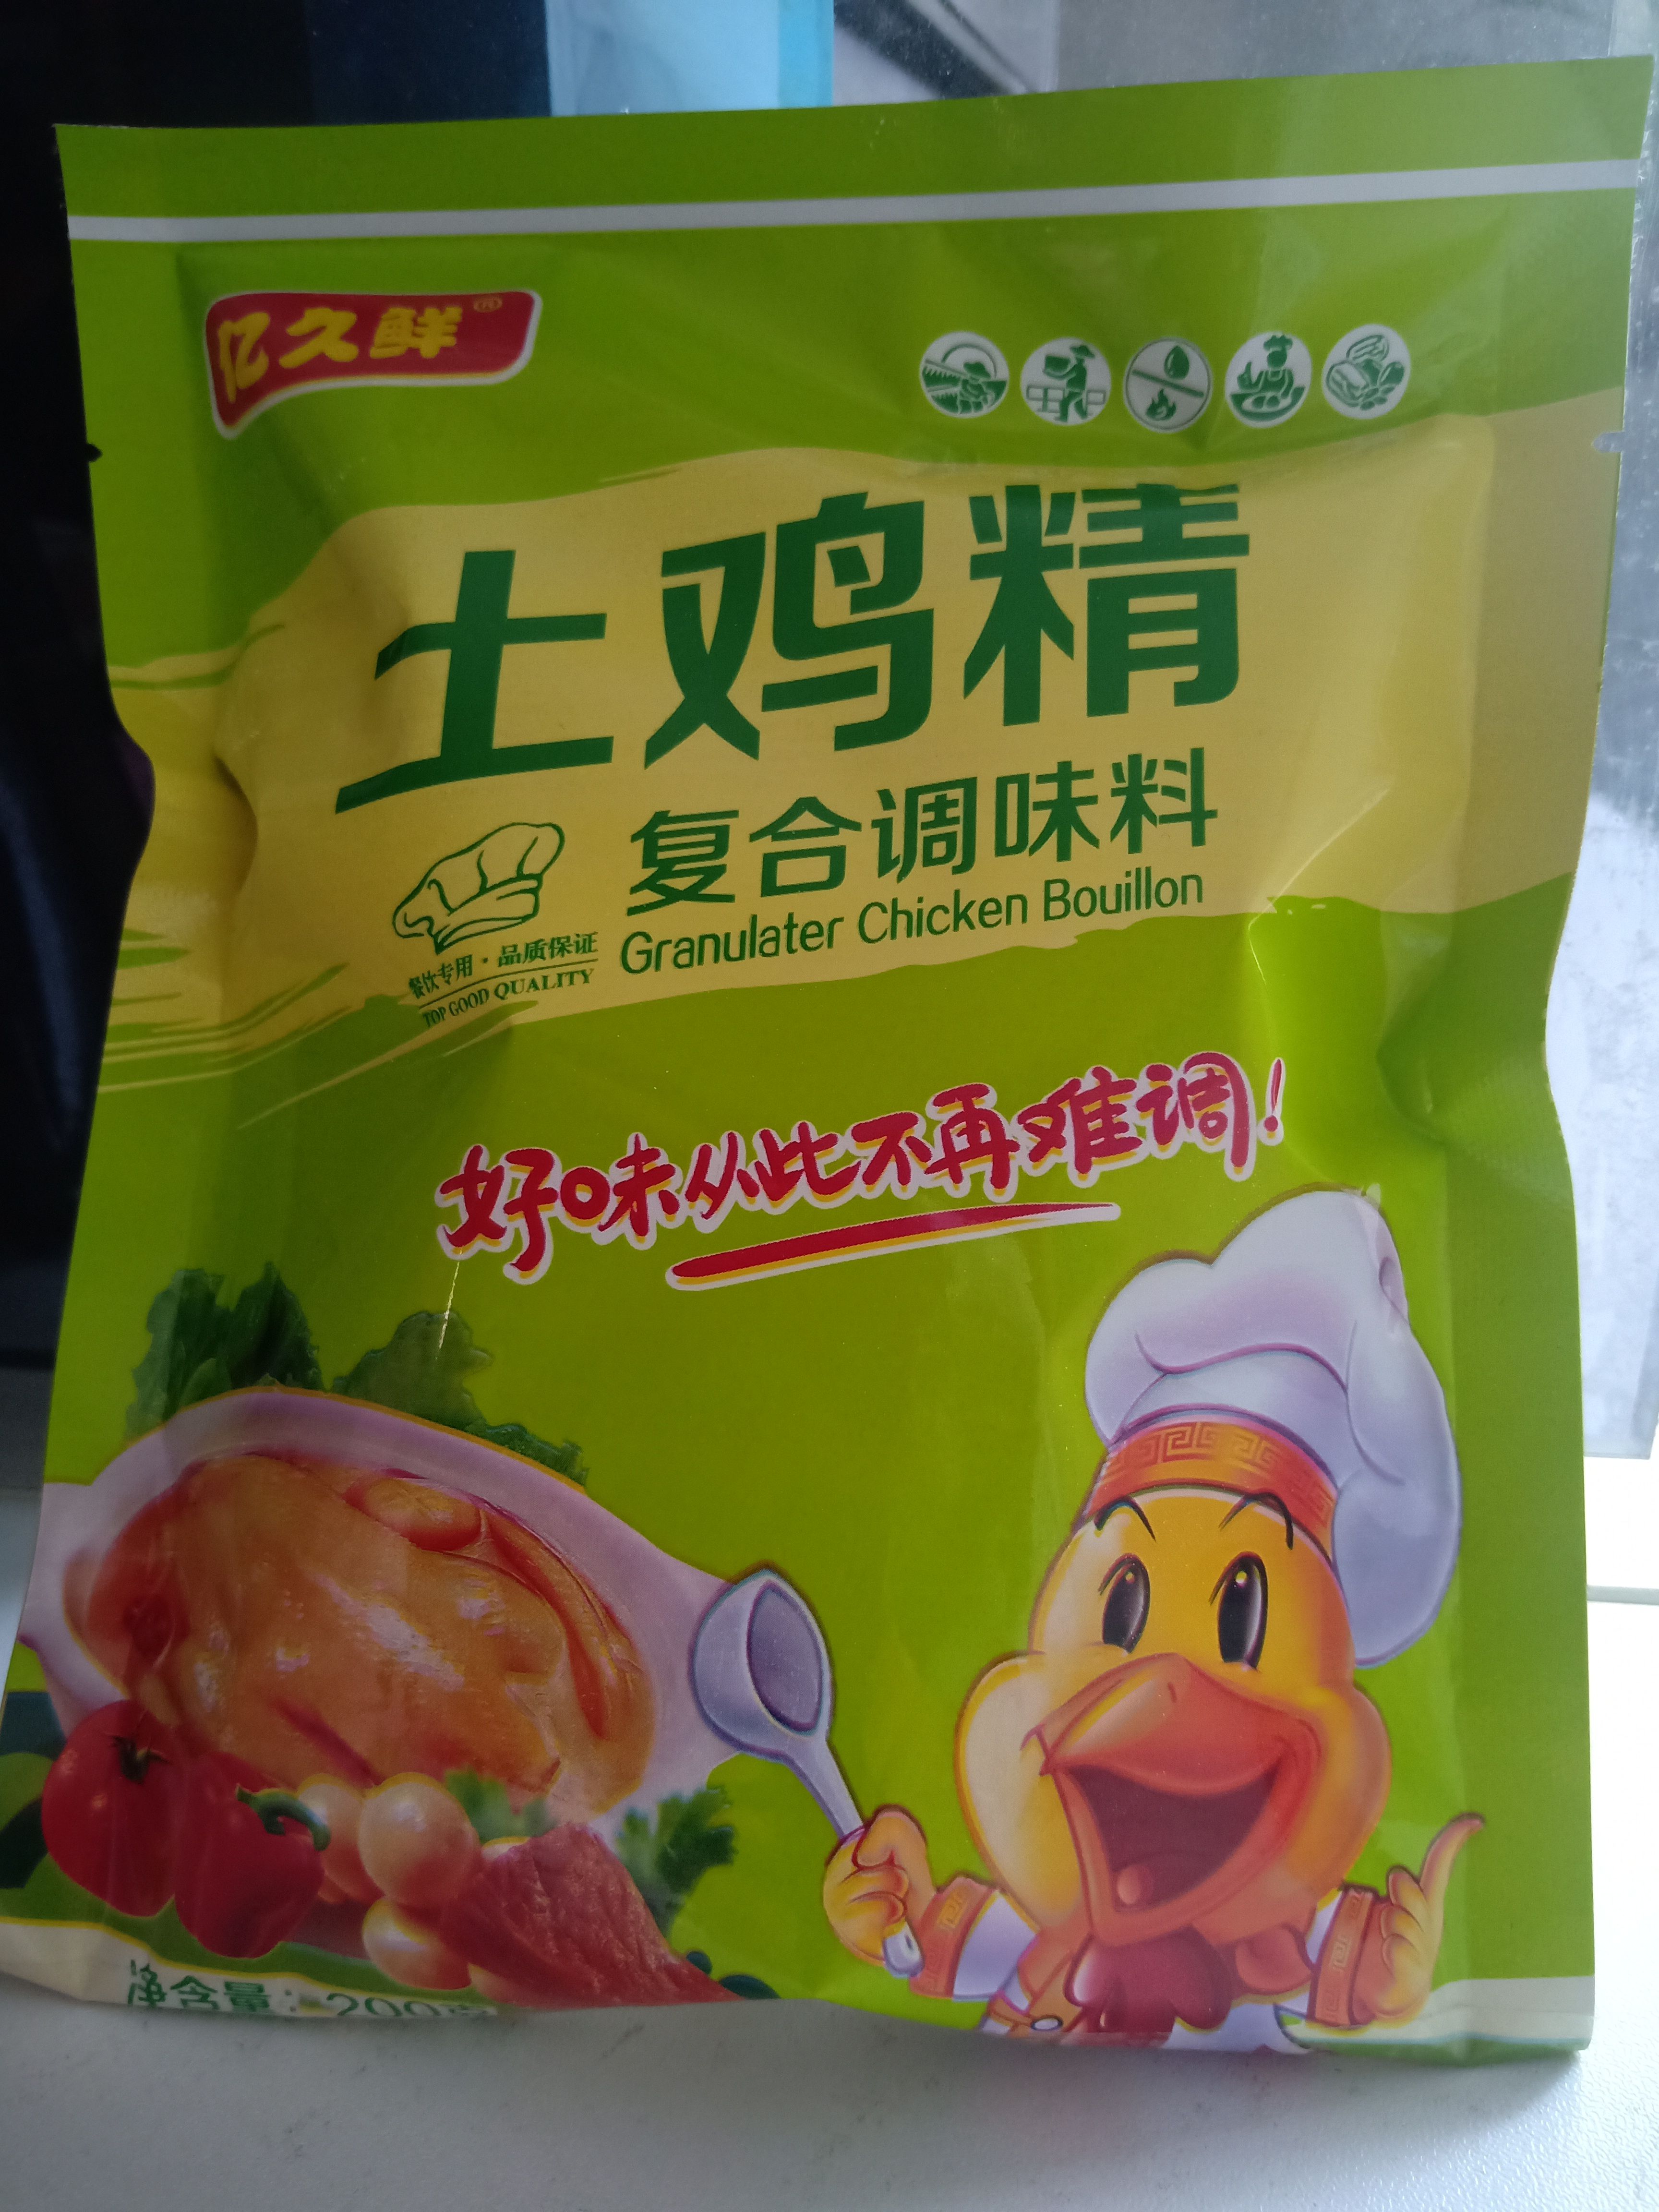 亿久鲜®
土鸡精
复合调味料
Granulater Chicken Bouillon
餐饮专用·品质保证
TOP GOOD QUALITY
好味从此不再难调!
净含量:200g